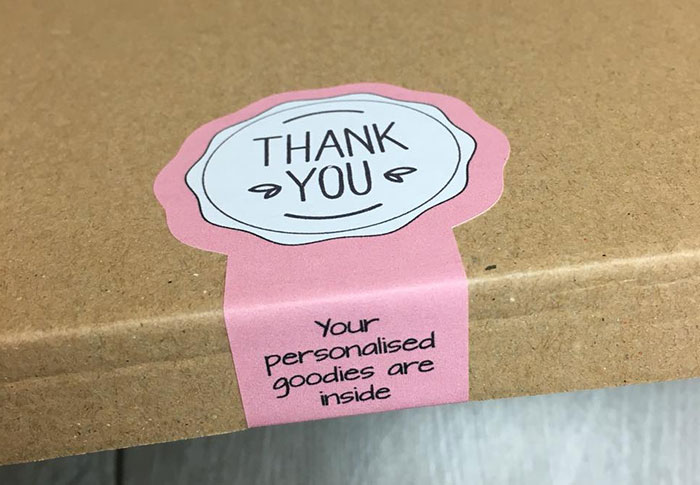 THANK
YOU
Your
personalised
goodies are
inside